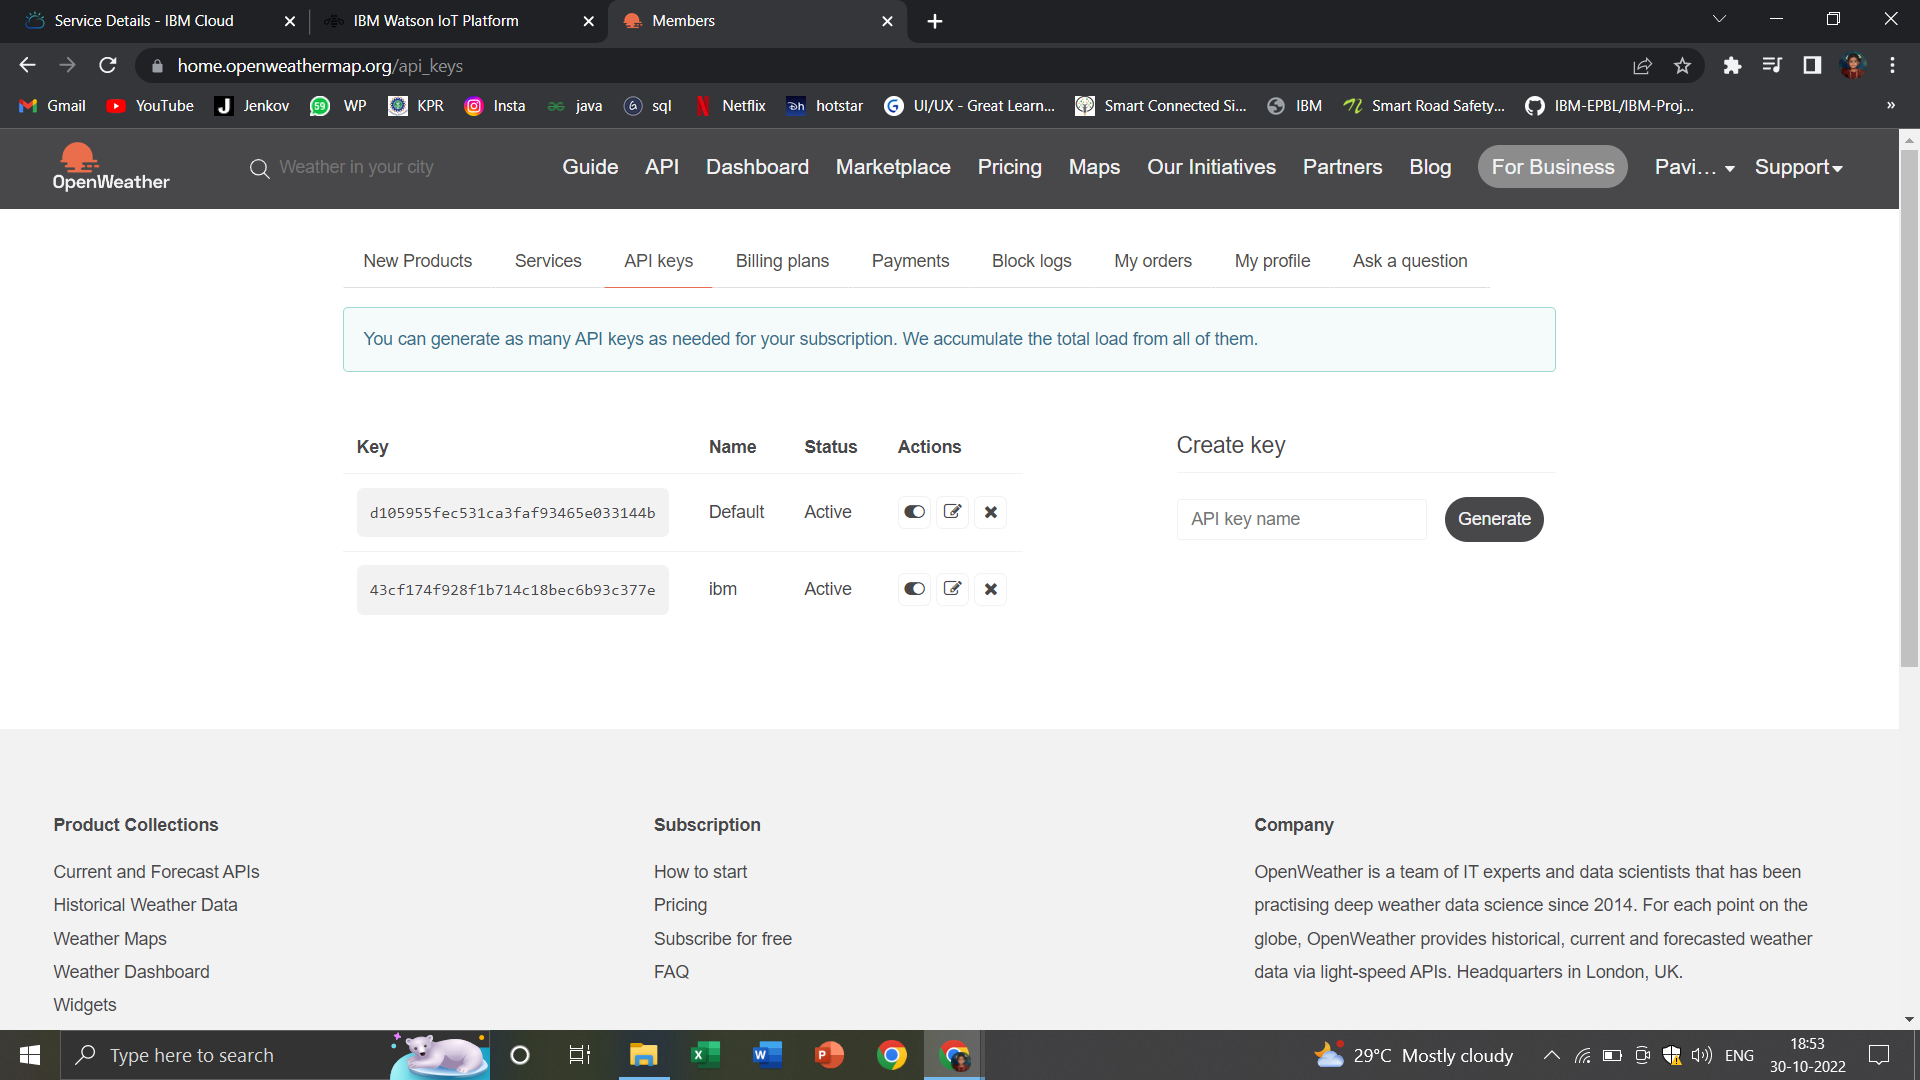 Service Details - IBM Cloud
IBM Watson IoT Platform
Members
home.openweathermap.org/api_keys
Gmail YouTube Jenkov WP KPR Insta java sql Netflix hotstar UI/UX - Great Learn... Smart Connected Si... IBM Smart Road Safety... IBM-EPBL/IBM-Proj... »
OpenWeather
Weather in your city
Guide API Dashboard Marketplace Pricing Maps Our Initiatives Partners Blog For Business Pavi... Support
New Products Services API keys Billing plans Payments Block logs My orders My profile Ask a question
You can generate as many API keys as needed for your subscription. We accumulate the total load from all of them.
Key Name Status Actions
d105955fec531ca3faf93465e033144b Default Active
43cf174f928f1b714c18bec6b93c377e ibm Active
Create key
API key name Generate
Product Collections
Current and Forecast APIs
Historical Weather Data
Weather Maps
Weather Dashboard
Widgets
Subscription
How to start
Pricing
Subscribe for free
FAQ
Company
OpenWeather is a team of IT experts and data scientists that has been
practising deep weather data science since 2014. For each point on the
globe, OpenWeather provides historical, current and forecasted weather
data via light-speed APIs. Headquarters in London, UK.
Type here to search
29°C Mostly cloudy
ENG
18:53
30-10-2022